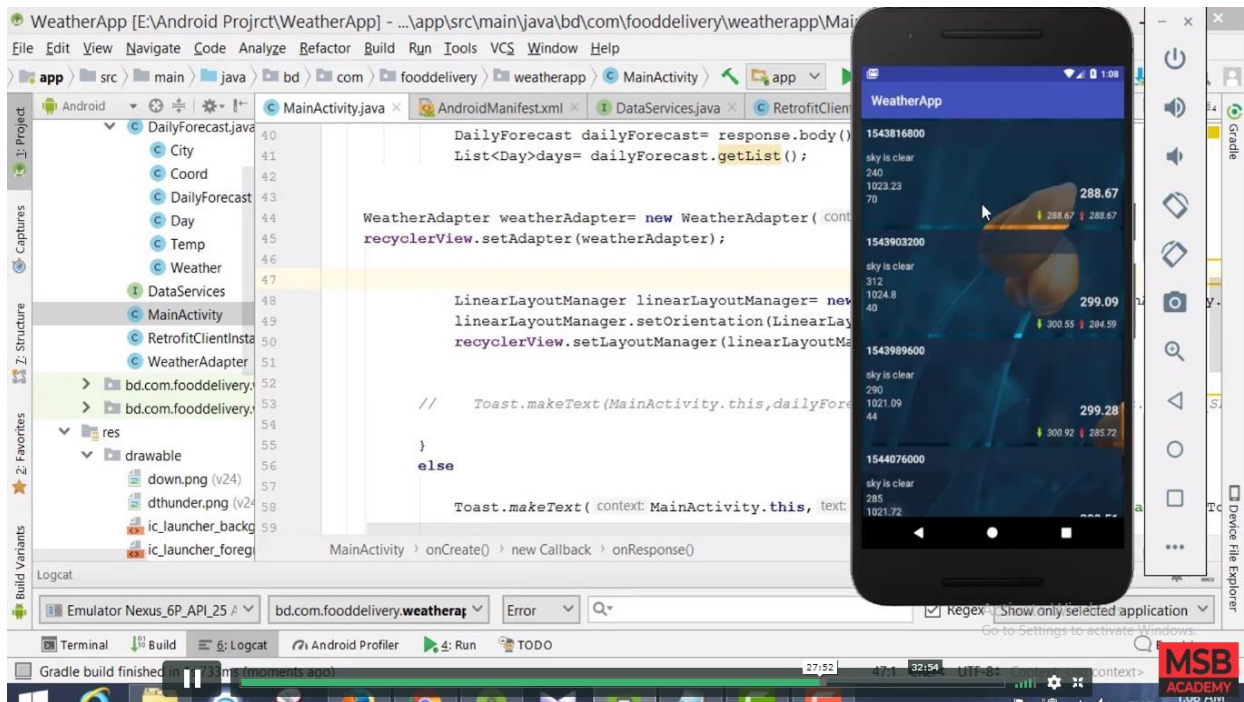 WeatherApp [E:\Android Projrct\WeatherApp] - ...\app\src\main\java\bd\com\fooddelivery\weatherapp\Mai
File Edit View Navigate Code Analyze Refactor Build Run Tools VCS Window Help
app src main java bd com fooddelivery weatherapp MainActivity app
Android
MainActivity.java AndroidManifest.xml DataServices.java RetrofitClien
1: Project
Captures
7: Structure
2: Favorites
Build Variants
DailyForecast.java
City
Coord
DailyForecast
Day
Temp
Weather
DataServices
MainActivity
RetrofitClientInsta
WeatherAdapter
bd.com.fooddelivery.
bd.com.fooddelivery.
res
drawable
down.png (v24)
dthunder.png (v24
ic_launcher_backg
ic_launcher_foregr
40 DailyForecast dailyForecast= response.body()
41 List<Day>days= dailyForecast.getList();
42
43
44 WeatherAdapter weatherAdapter= new WeatherAdapter( cont
45 recyclerView.setAdapter(weatherAdapter);
46
47
48 LinearLayoutManager linearLayoutManager= new
49 linearLayoutManager.setOrientation(LinearLay
50 recyclerView.setLayoutManager(linearLayoutMa
51
52
53 // Toast.makeText(MainActivity.this,dailyFore
54
55 }
56 else
57
58 Toast.makeText( context: MainActivity.this, text:
59
MainActivity onCreate() new Callback onResponse()
1:08
WeatherApp
1543816800
sky is clear
240
1023.23
70
288.67
288.67 288.67
1543903200
sky is clear
312
1024.8
40
299.09
300.55 284.59
1543989600
sky is clear
290
1021.09
44
299.28
300.92 285.72
1544076000
sky is clear
285
1021.72
Gradle
Device File Explorer
Logcat
Emulator Nexus_6P_API_25 bd.com.fooddelivery.weatherap Error Regex Show only selected application
Go to Settings to activate Windows.
Terminal Build 6: Logcat Android Profiler 4: Run TODO
Gradle build finished in 733ms (moments ago)
27:52 47:1 32:54 UTF-8
MSB
ACADEMY
1:08 AM